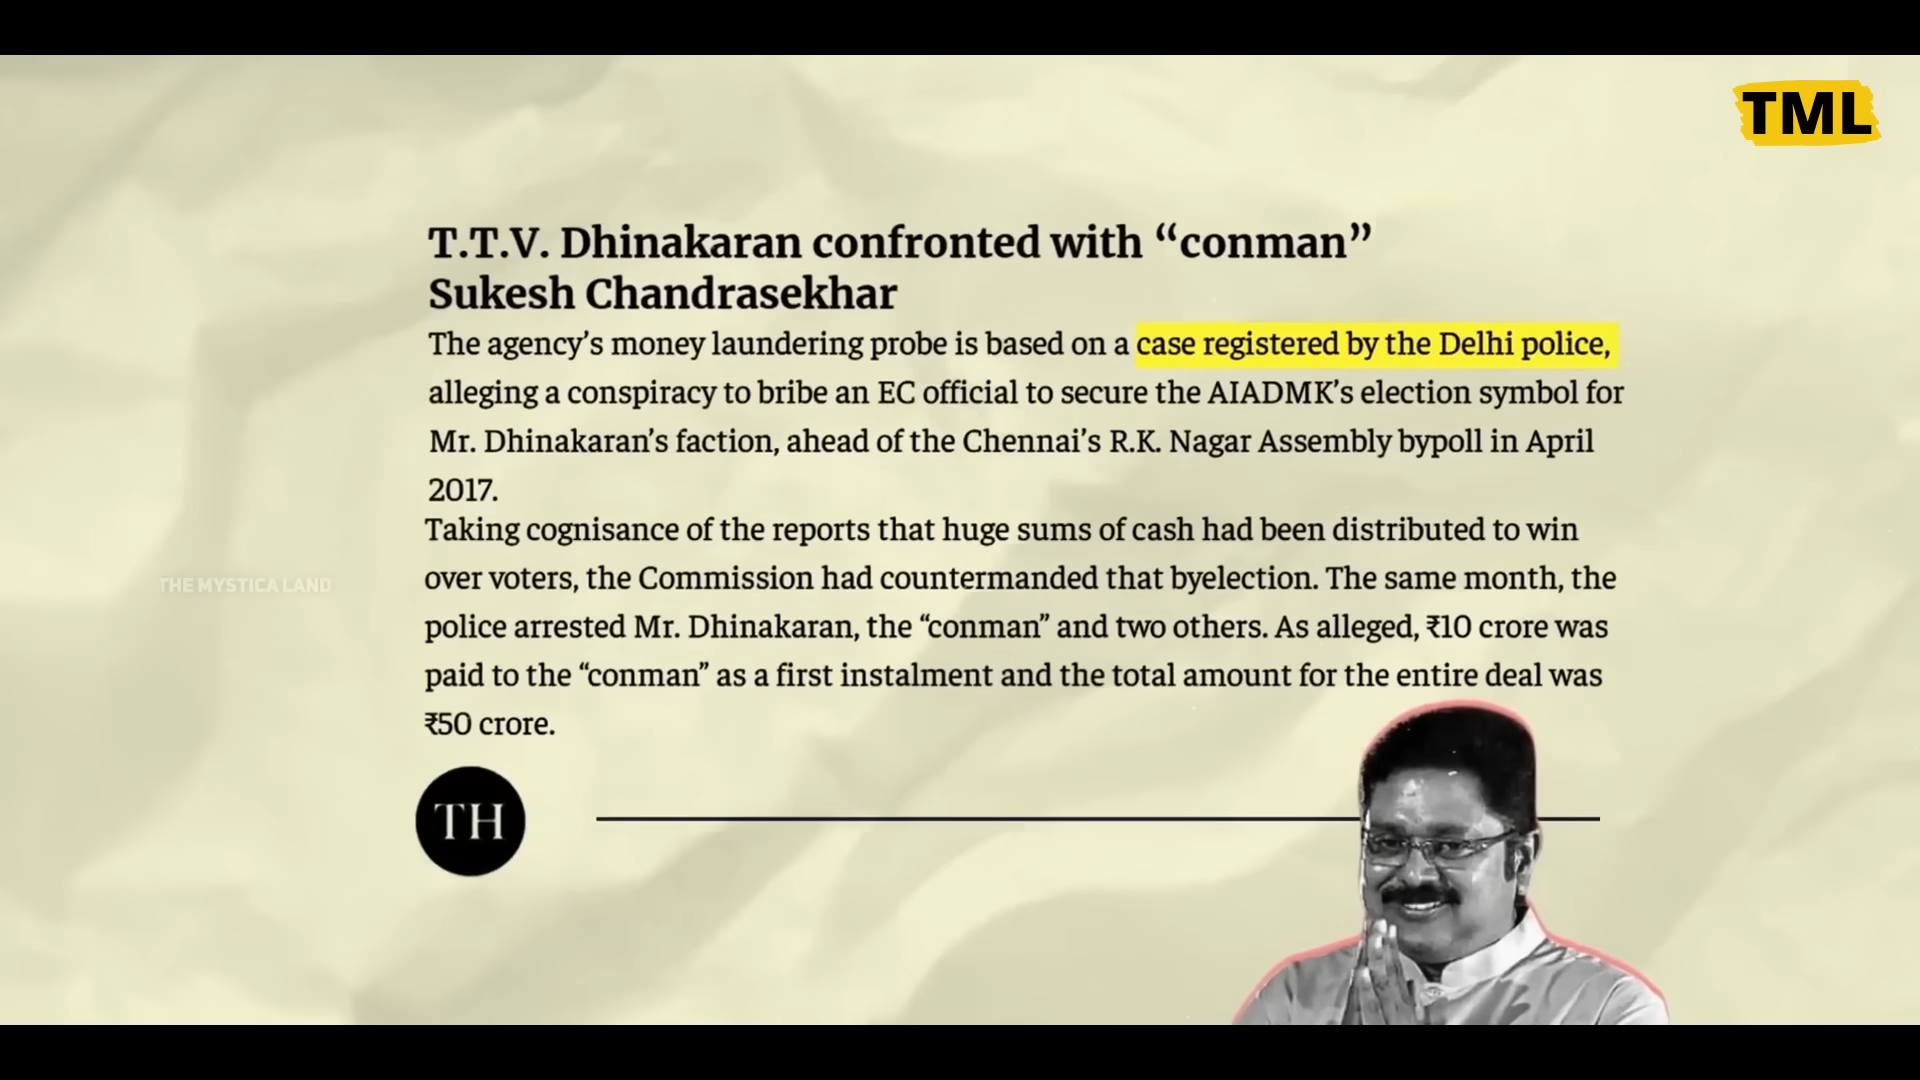 TML
T.T.V. Dhinakaran confronted with “conman”
Sukesh Chandrasekhar
The agency’s money laundering probe is based on a case registered by the Delhi police,
alleging a conspiracy to bribe an EC official to secure the AIADMK’s election symbol for
Mr. Dhinakaran’s faction, ahead of the Chennai’s R.K. Nagar Assembly bypoll in April
2017.
Taking cognisance of the reports that huge sums of cash had been distributed to win
over voters, the Commission had countermanded that byelection. The same month, the
police arrested Mr. Dhinakaran, the “conman” and two others. As alleged, ₹10 crore was
paid to the “conman” as a first instalment and the total amount for the entire deal was
₹50 crore.
THE MYSTICA LAND
TH